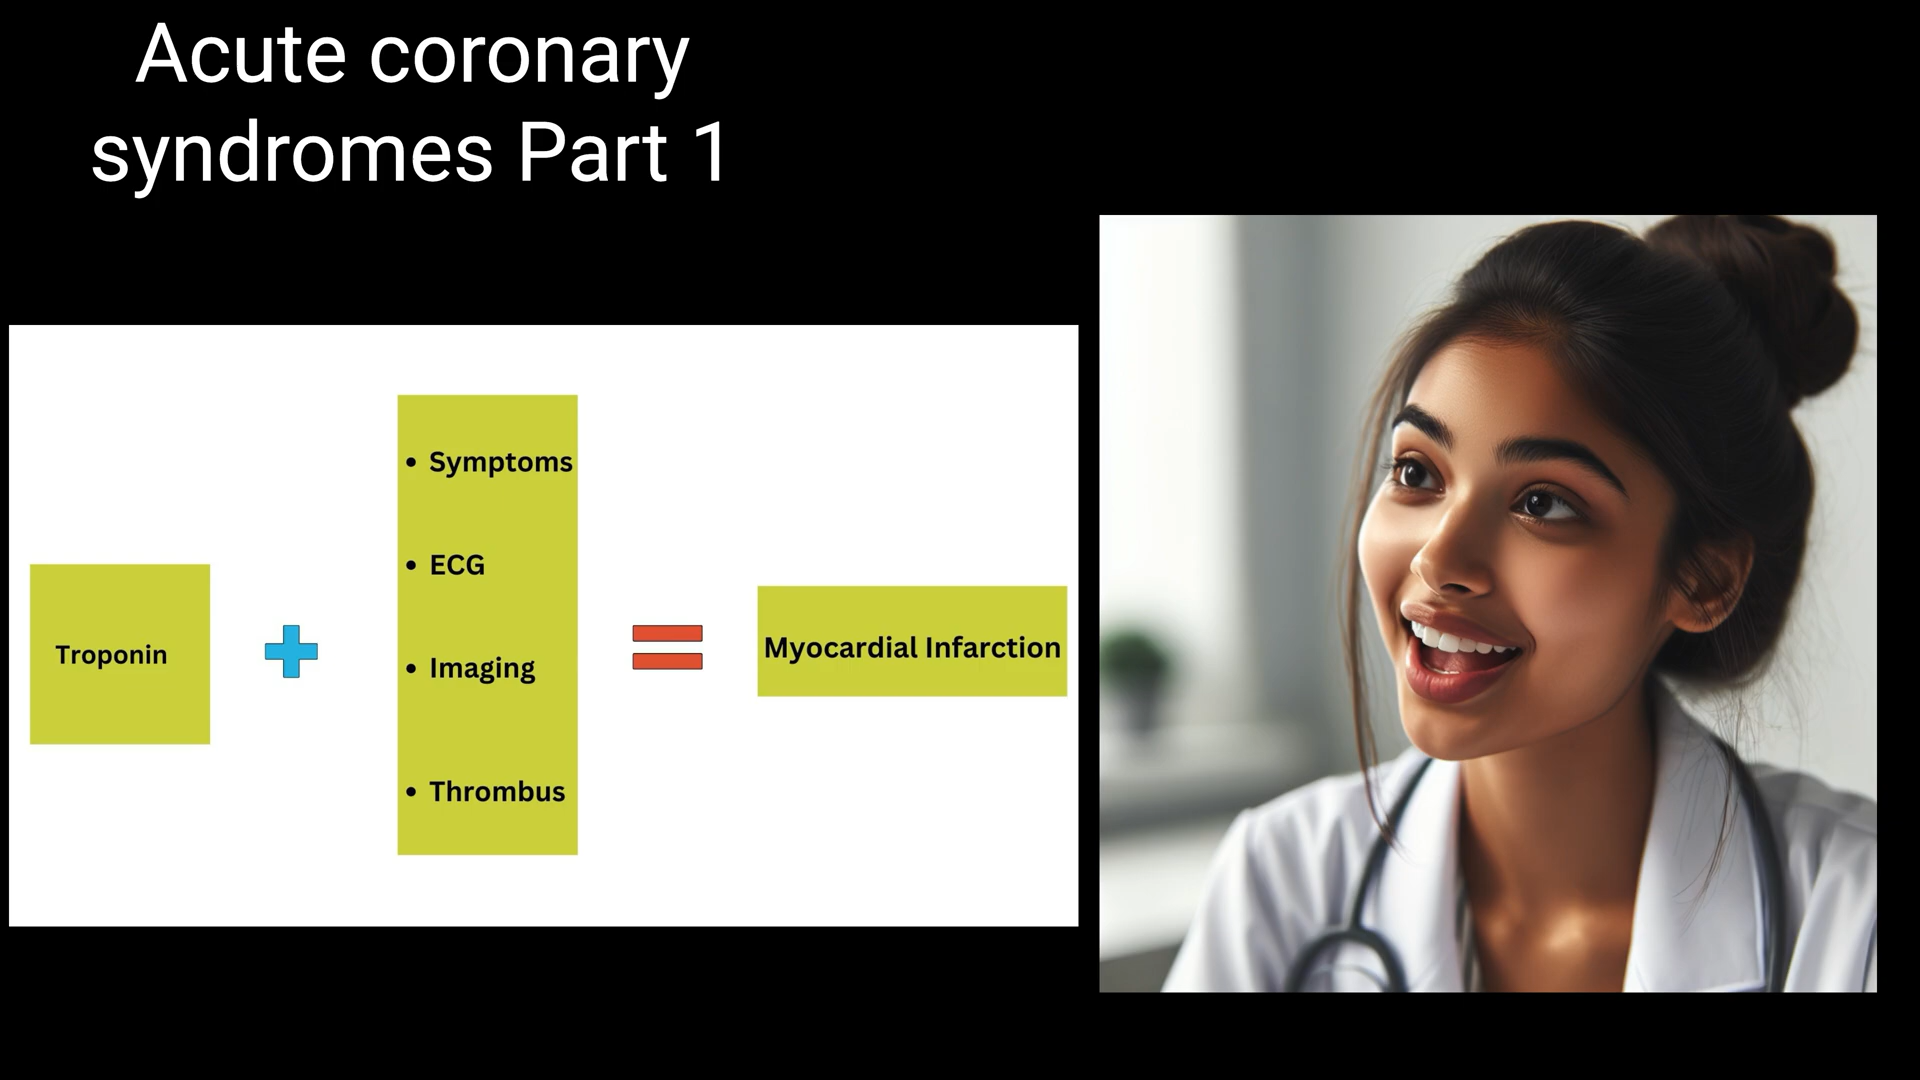 Acute coronary
syndromes Part 1
Troponin
• Symptoms
• ECG
• Imaging
• Thrombus
Myocardial Infarction